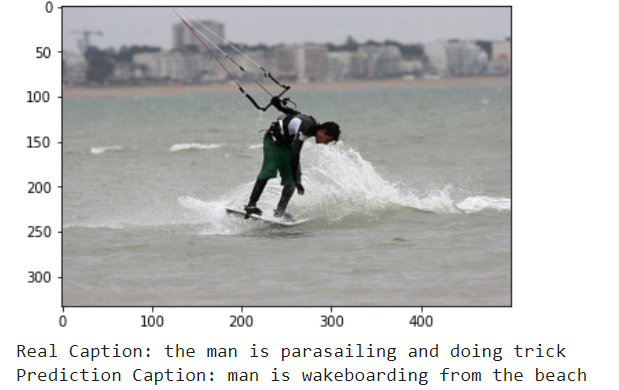 0
50
100
150
200
250
300
0 100 200 300 400
Real Caption: the man is parasailing and doing trick
Prediction Caption: man is wakeboarding from the beach